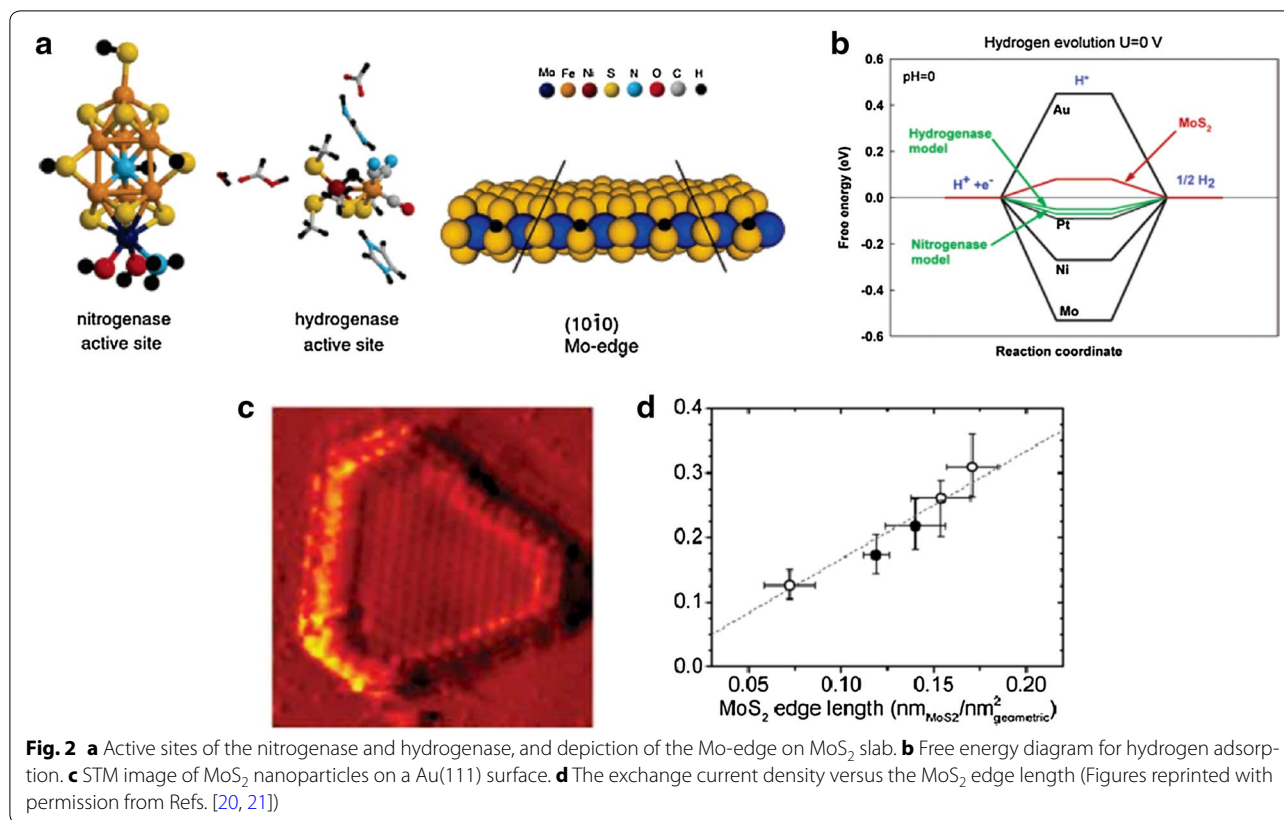 a
Mo Fe Ni S N O C H
nitrogenase
active site
hydrogenase
active site
(101̄0)
Mo-edge
b
Hydrogen evolution U=0 V
0.6
0.4
0.2
0.0
-0.2
-0.4
-0.6
Free energy (eV)
pH=0
H⁺
Au
MoS₂
Hydrogenase
model
H⁺ +e⁻
1/2 H₂
Pt
Nitrogenase
model
Ni
Mo
Reaction coordinate
c
d
0.4
0.3
0.2
0.1
0.0
0.05 0.10 0.15 0.20
MoS₂ edge length (nm_MoS2/nm²_geometric)
Fig. 2 a Active sites of the nitrogenase and hydrogenase, and depiction of the Mo-edge on MoS₂ slab. b Free energy diagram for hydrogen adsorp-
tion. c STM image of MoS₂ nanoparticles on a Au(111) surface. d The exchange current density versus the MoS₂ edge length (Figures reprinted with
permission from Refs. [20, 21])